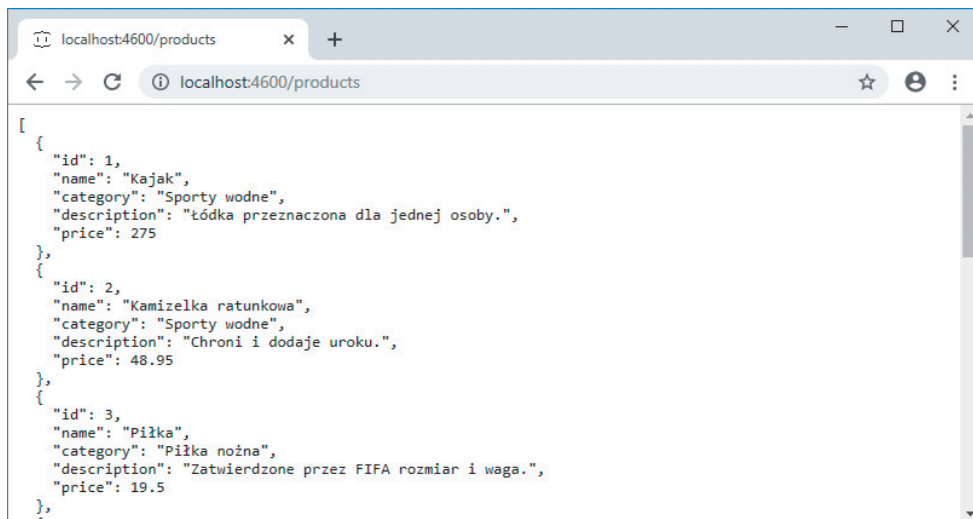 localhost:4600/products
localhost:4600/products
[
{
"id": 1,
"name": "Kajak",
"category": "Sporty wodne",
"description": "Łódka przeznaczona dla jednej osoby.",
"price": 275
},
{
"id": 2,
"name": "Kamizelka ratunkowa",
"category": "Sporty wodne",
"description": "Chroni i dodaje uroku.",
"price": 48.95
},
{
"id": 3,
"name": "Piłka",
"category": "Piłka nożna",
"description": "Zatwierdzone przez FIFA rozmiar i waga.",
"price": 19.5
},